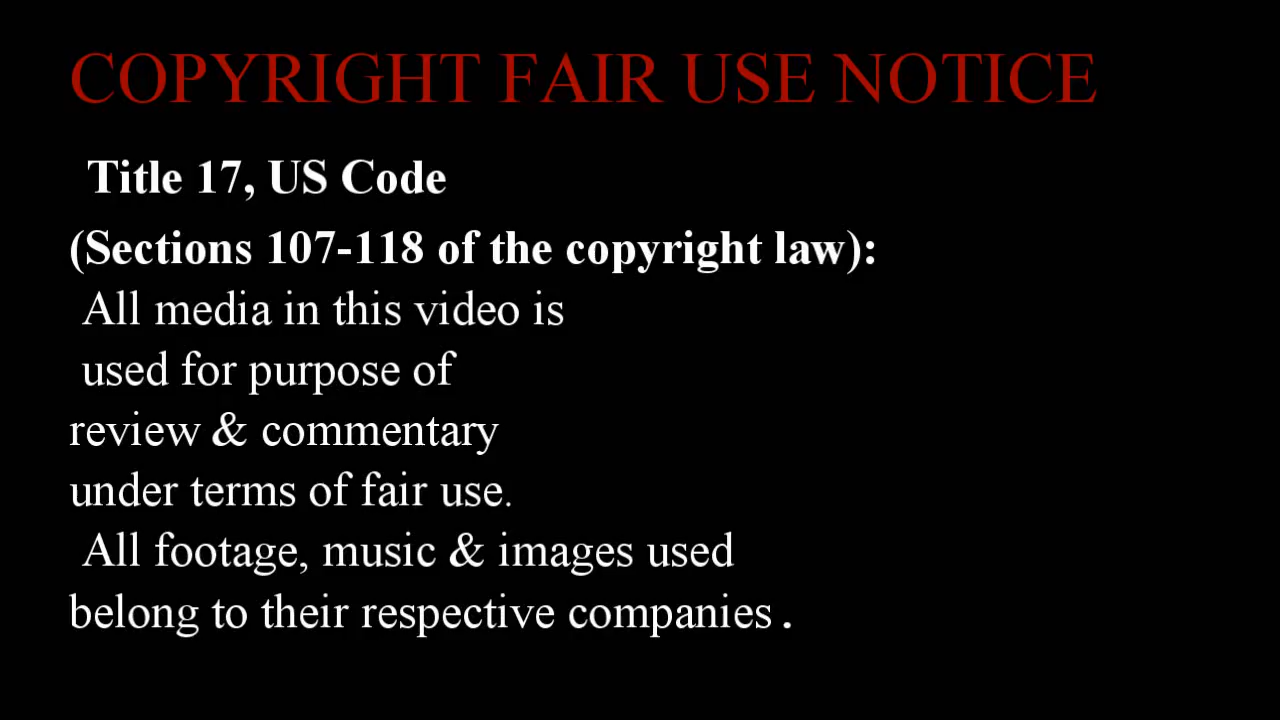 COPYRIGHT FAIR USE NOTICE
Title 17, US Code
(Sections 107-118 of the copyright law):
All media in this video is
used for purpose of
review & commentary
under terms of fair use.
All footage, music & images used
belong to their respective companies .